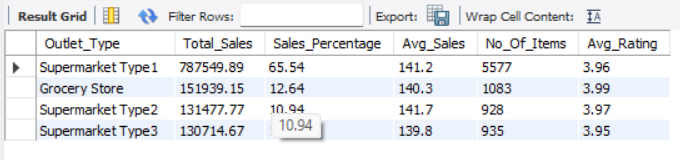 Result Grid Filter Rows: Export: Wrap Cell Content: IA
Outlet_Type Total_Sales Sales_Percentage Avg_Sales No_Of_Items Avg_Rating
Supermarket Type1 787549.89 65.54 141.2 5577 3.96
Grocery Store 151939.15 12.64 140.3 1083 3.99
Supermarket Type2 131477.77 10.94 141.7 928 3.97
Supermarket Type3 130714.67 139.8 935 3.95
10.94